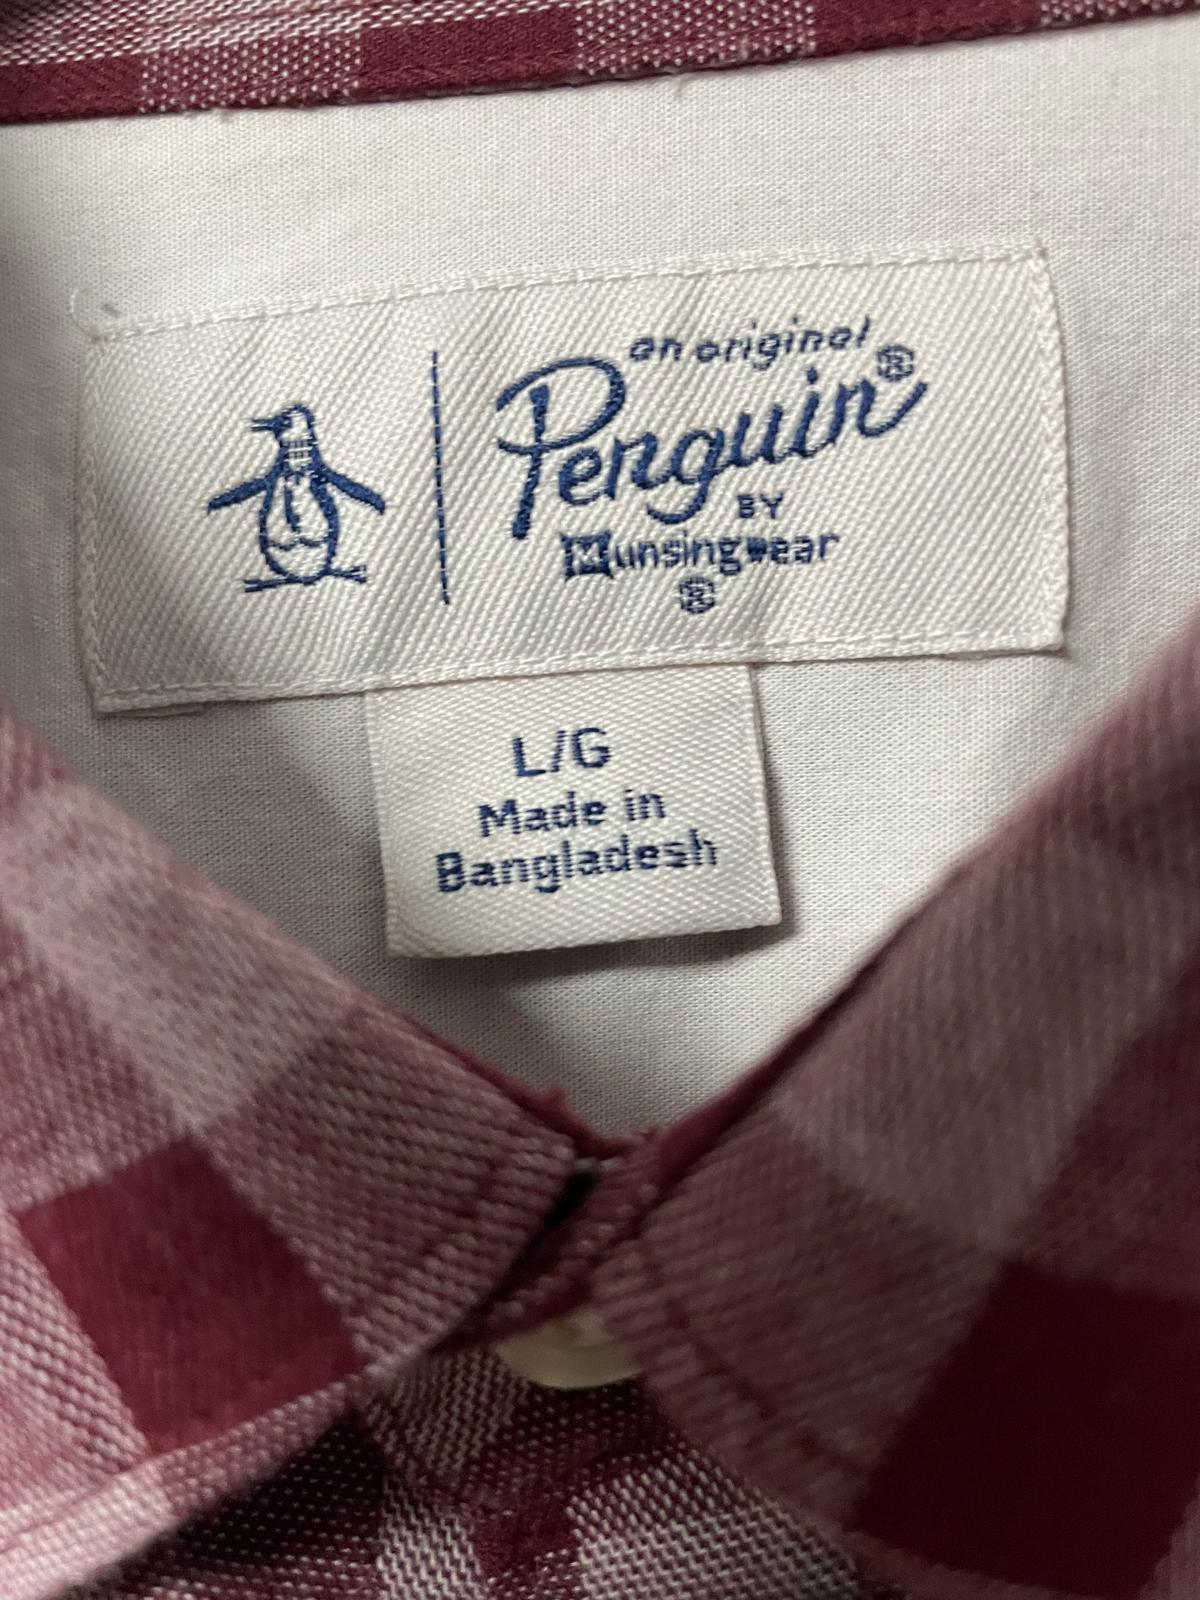 an original
Penguin®
BY
Munsingwear
®
L/G
Made in
Bangladesh